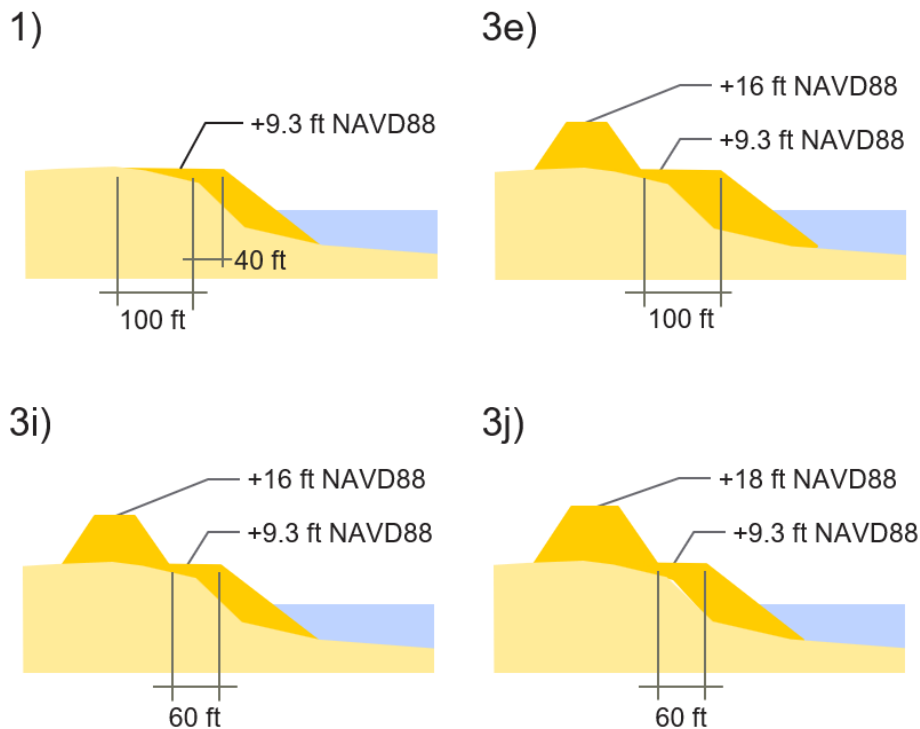 1)
+9.3 ft NAVD88
40 ft
100 ft
3e)
+16 ft NAVD88
+9.3 ft NAVD88
100 ft
3i)
+16 ft NAVD88
+9.3 ft NAVD88
60 ft
3j)
+18 ft NAVD88
+9.3 ft NAVD88
60 ft